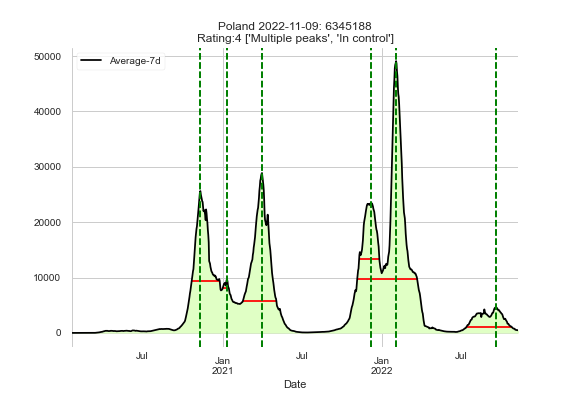 Poland 2022-11-09: 6345188
Rating:4 ['Multiple peaks', 'In control']
Average-7d
50000
40000
30000
20000
10000
0
Jul
Jan
2021
Jul
Jan
2022
Jul
Date